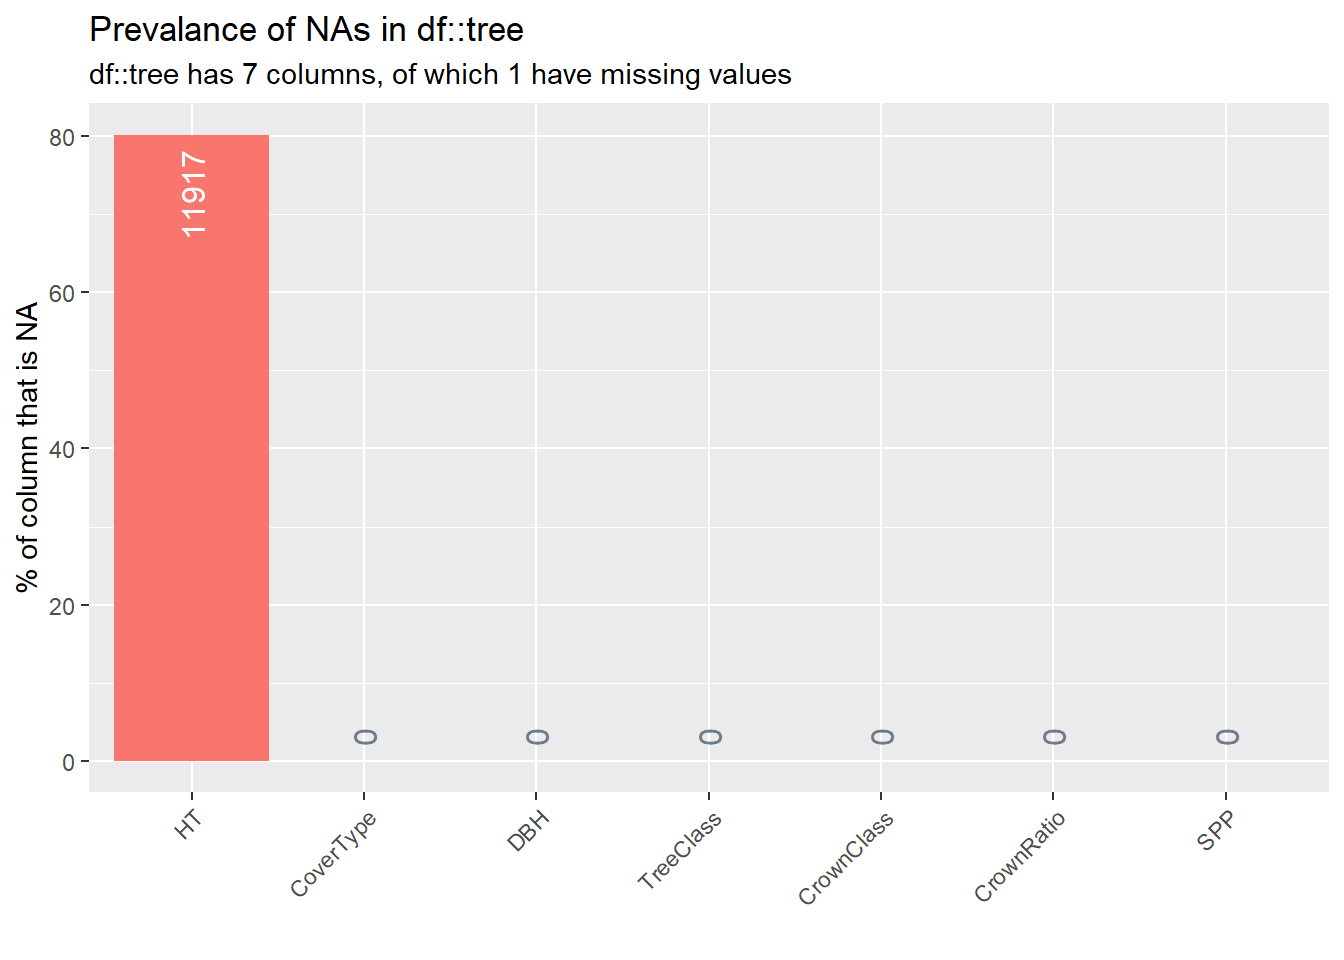 Prevalance of NAs in df::tree
df::tree has 7 columns, of which 1 have missing values
% of column that is NA
80
60
40
20
0
11917
0
0
0
0
0
0
HT
CoverType
DBH
TreeClass
CrownClass
CrownRatio
SPP